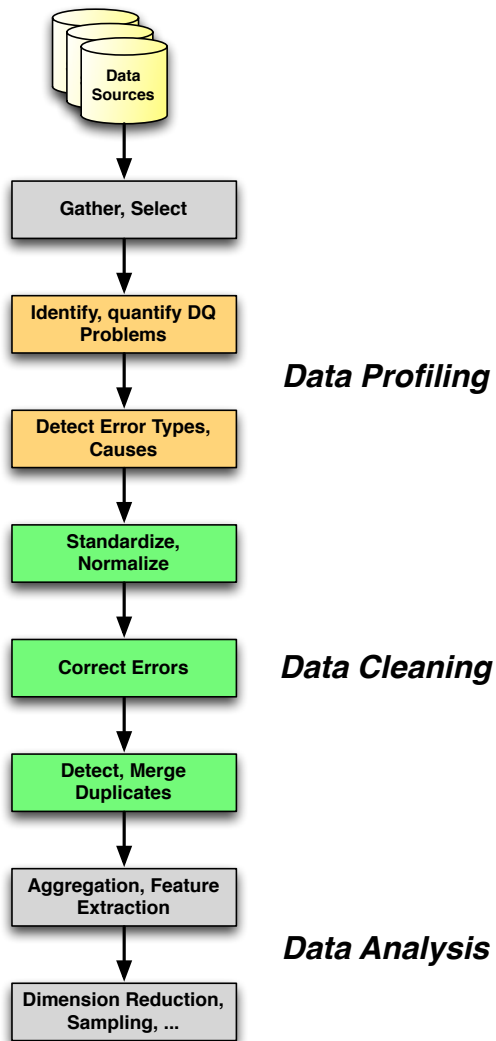 Data
Sources
Gather, Select
Identify, quantify DQ
Problems
Data Profiling
Detect Error Types,
Causes
Standardize,
Normalize
Correct Errors
Data Cleaning
Detect, Merge
Duplicates
Aggregation, Feature
Extraction
Data Analysis
Dimension Reduction,
Sampling, ...